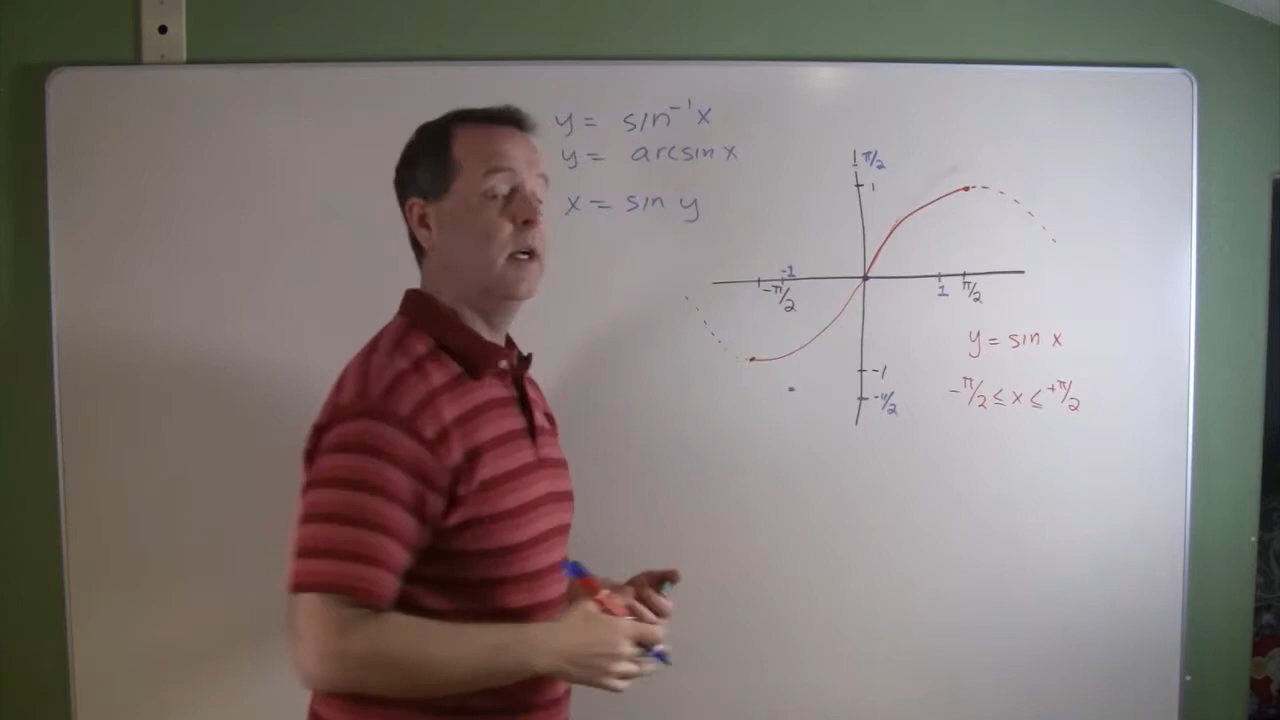 y = sin⁻¹x
y = arcsin x
x = sin y
π/2
1
-1
-π/2
1
π/2
-1
-π/2
y = sin x
-π/2 ≤ x ≤ +π/2